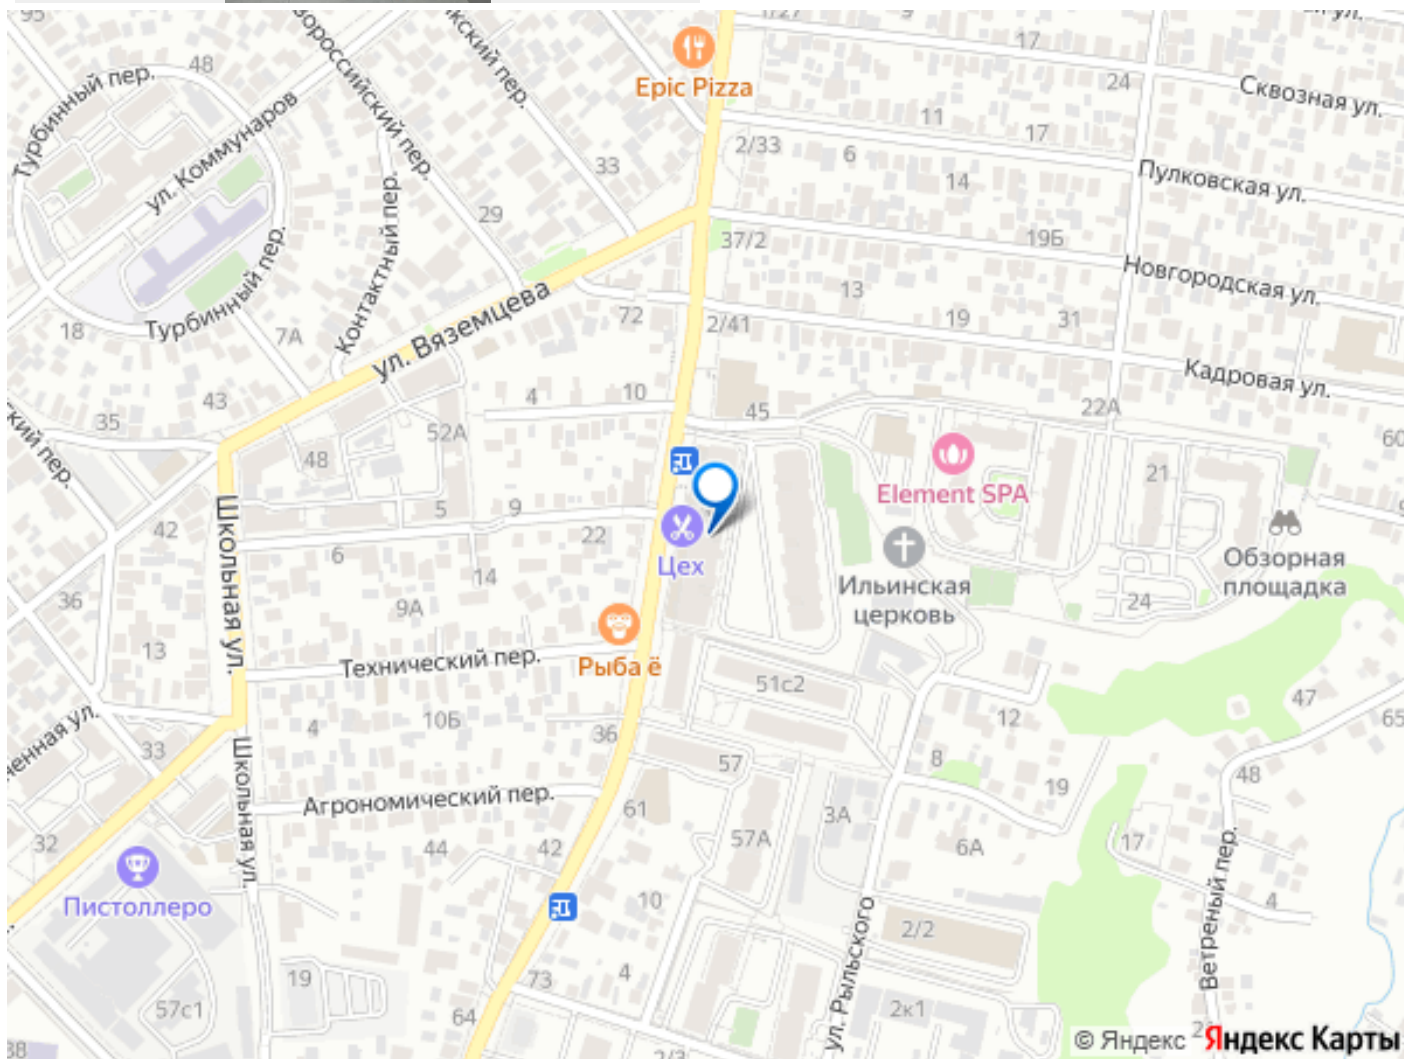 95
48
Турбинный пер.
ул. Коммунаров
Epic Pizza
17
24
Сквозная ул.
11
17
2/33
6
14
Пулковская ул.
33
29
Контактный пер.
37/2
19Б
Новгородская ул.
Турбинный пер.
18
7А
ул. Вяземцева
72
2/41
13
19
31
Кадровая ул.
35
43
4
10
45
22А
52А
48
Element SPA
21
60
Школьная ул.
42
5
9
22
6
14
Цех
Ильинская
церковь
Обзорная
площадка
24
36
13
9А
Технический пер.
Рыба ё
51с2
4
10Б
36
12
47
65
33
Школьная ул.
57
8
19
48
Агрономический пер.
61
3А
17
32
44
42
57А
6А
Пистоллеро
10
2/2
4
Ветреный пер.
ул. Рыльского
19
73
4
57с1
64
2к1
38
2/3
© Яндекс
Яндекс Карты